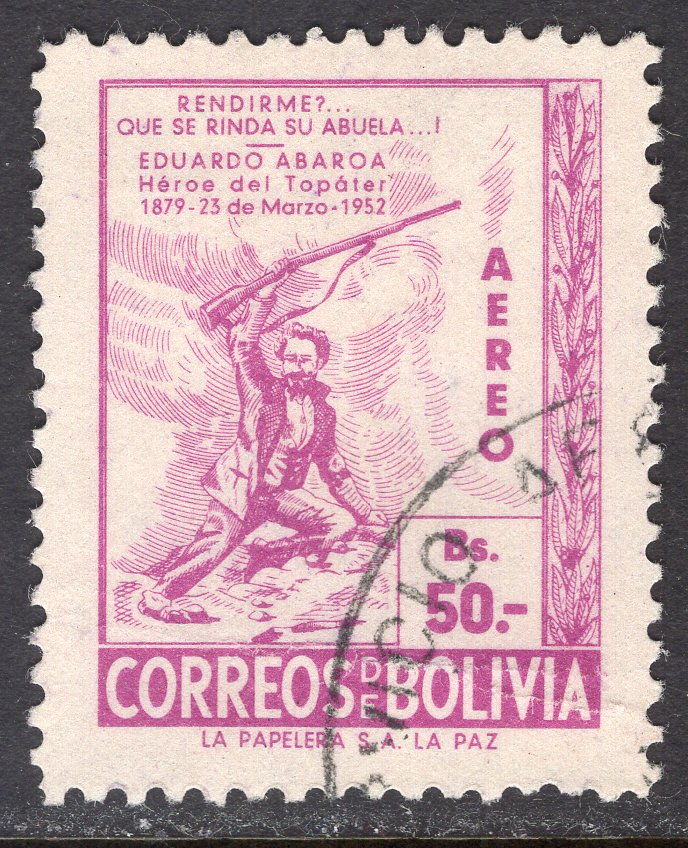 RENDIRME?...
QUE SE RINDA SU ABUELA...!
EDUARDO ABAROA
Héroe del Topáter
1879-23 de Marzo-1952
AEREO
Bs.
50.-
CORREOS DE BOLIVIA
LA PAPELERA S.A. LA PAZ